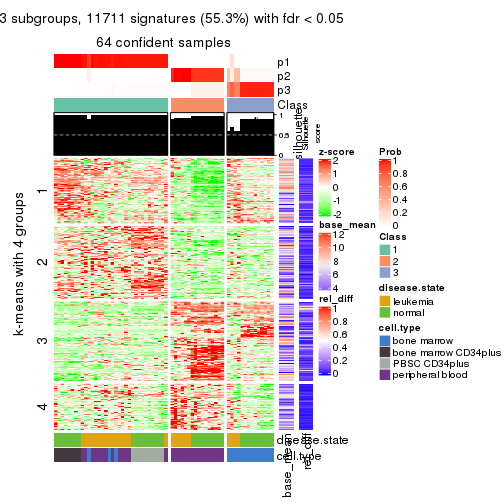 3 subgroups, 11711 signatures (55.3%) with fdr < 0.05
64 confident samples
p1
p2
p3
Class
1
0.5
0
silhouette
Silhouette
score
k-means with 4 groups
1
2
3
4
disease.state
cell.type
base_mean
rel_diff
z-score
2
1
0
-1
-2
base_mean
12
10
8
6
4
rel_diff
1
0.8
0.6
0.4
0.2
0
Prob
1
0.8
0.6
0.4
0.2
0
Class
1
2
3
disease.state
leukemia
normal
cell.type
bone marrow
bone marrow CD34plus
PBSC CD34plus
peripheral blood